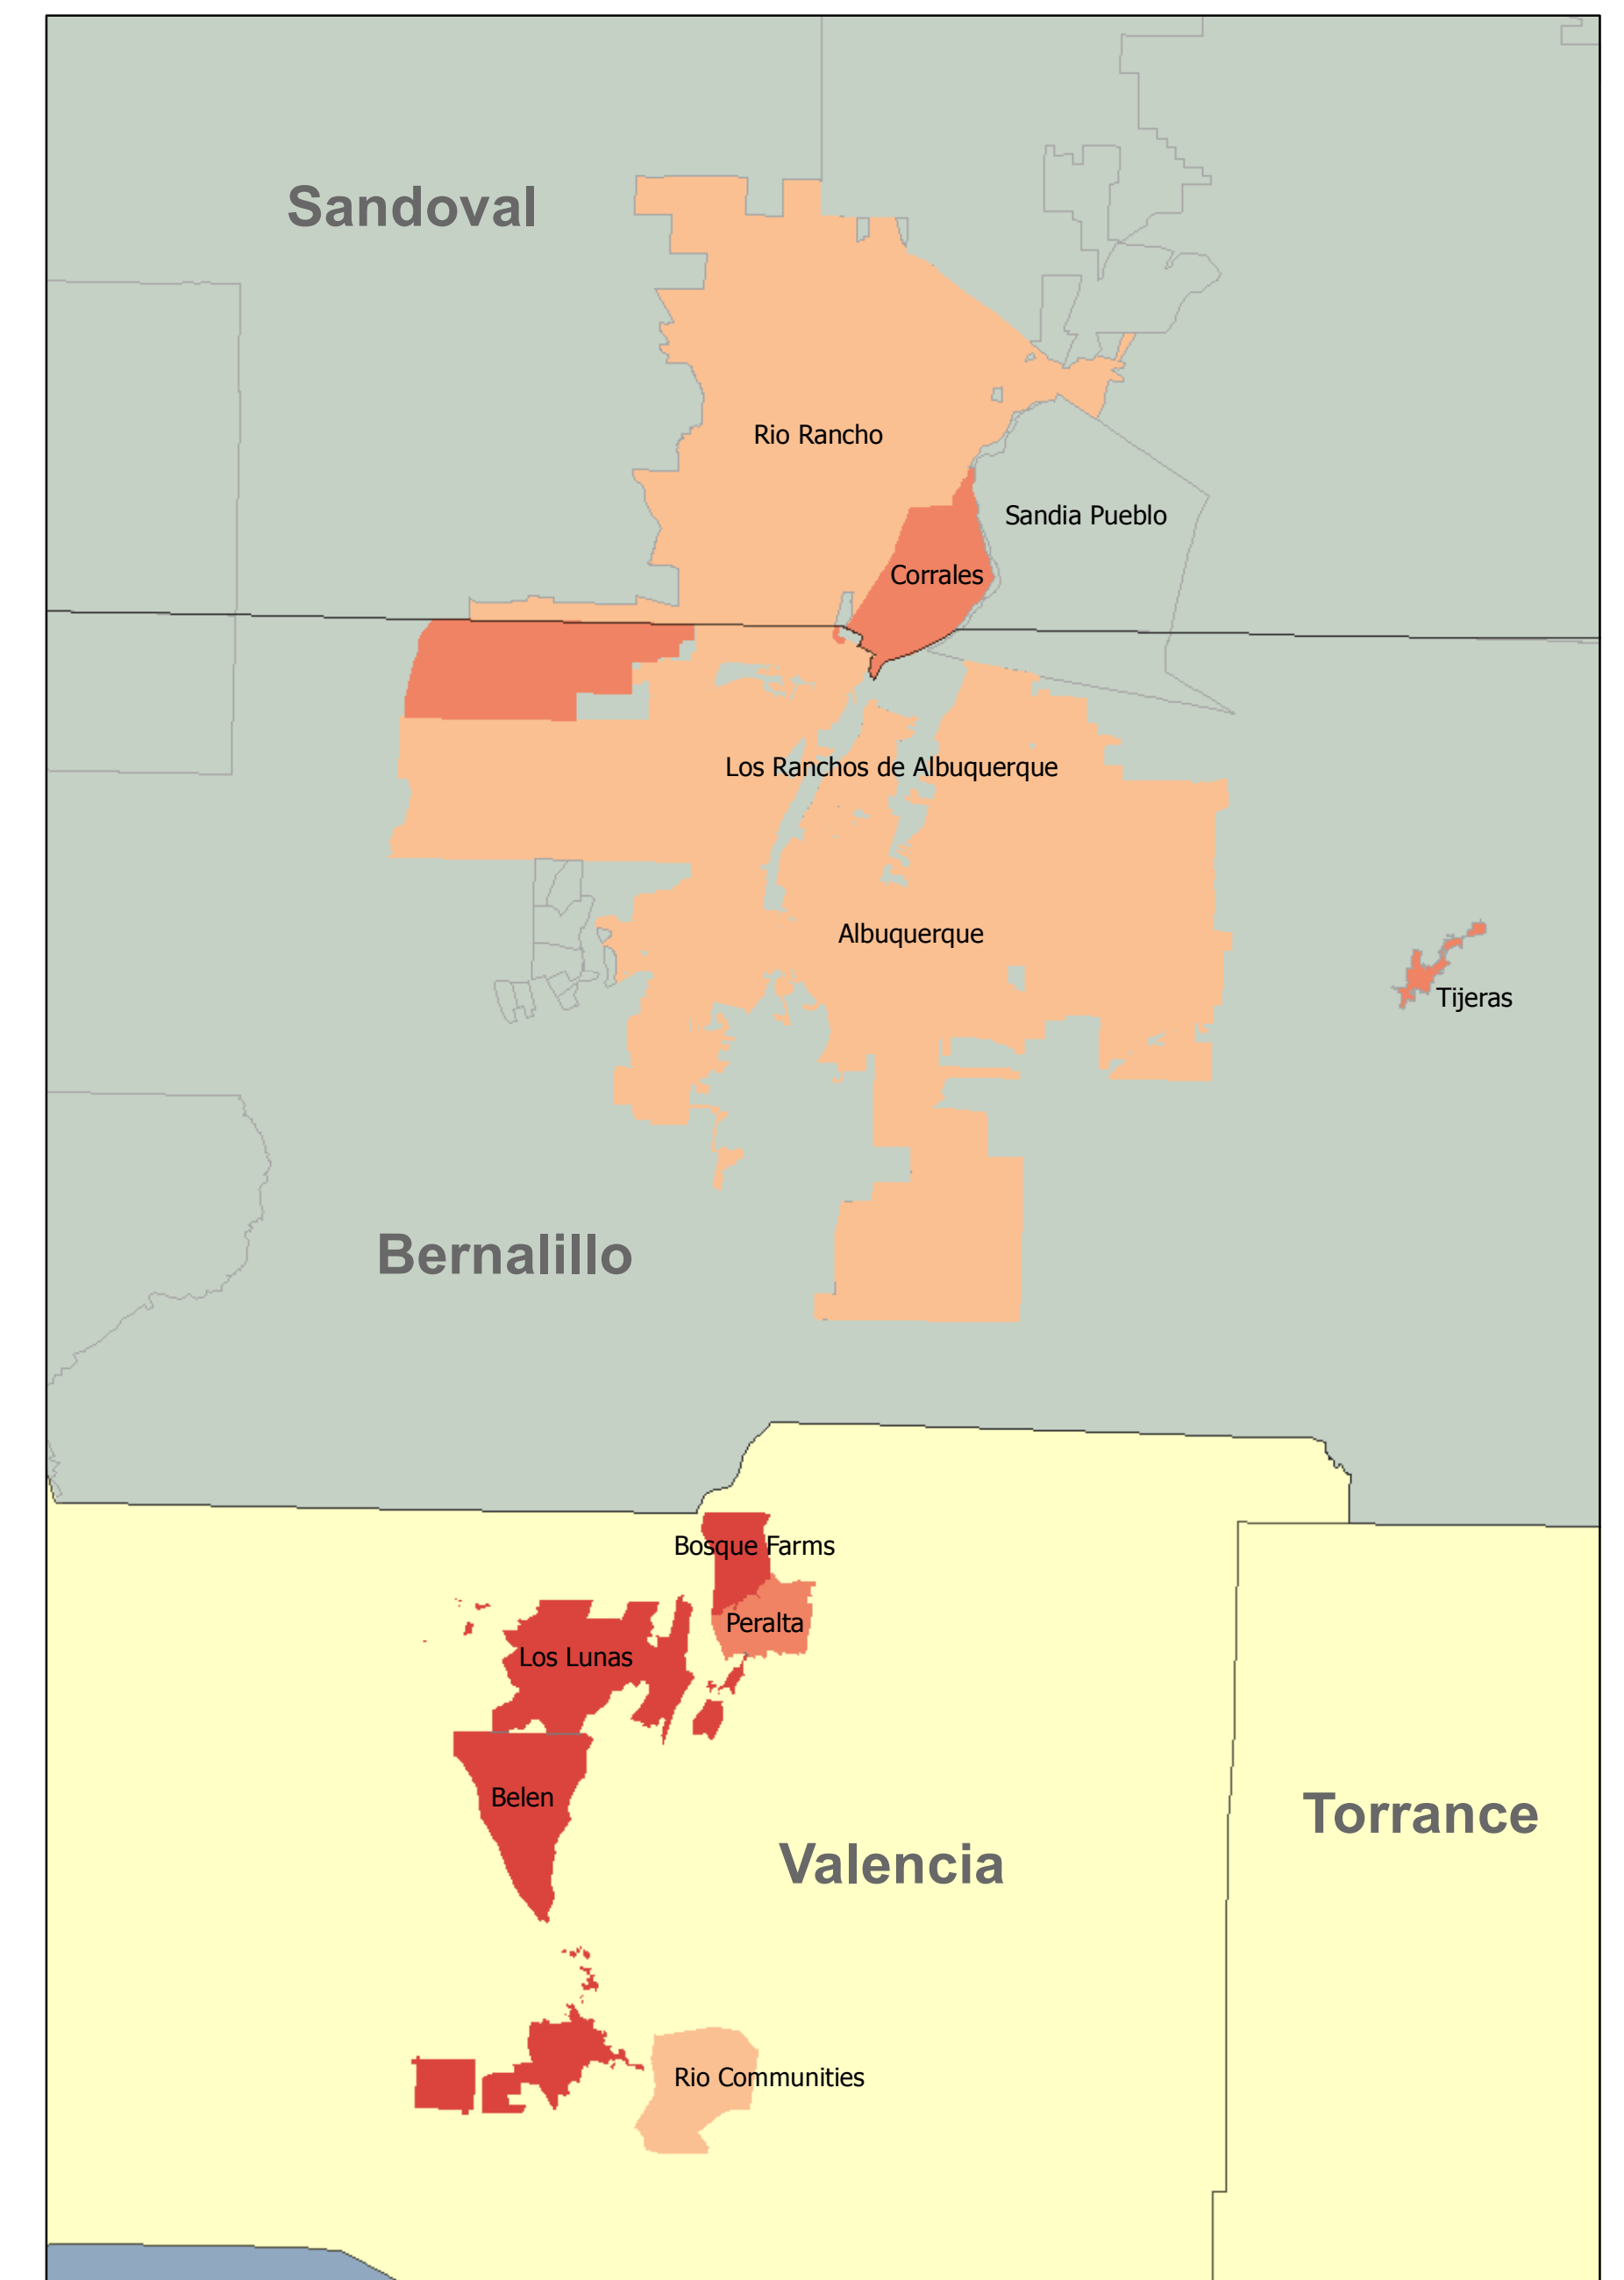 Sandoval
Rio Rancho
Sandia Pueblo
Corrales
Los Ranchos de Albuquerque
Albuquerque
Tijeras
Bernalillo
Bosque Farms
Peralta
Los Lunas
Belen
Torrance
Valencia
Rio Communities